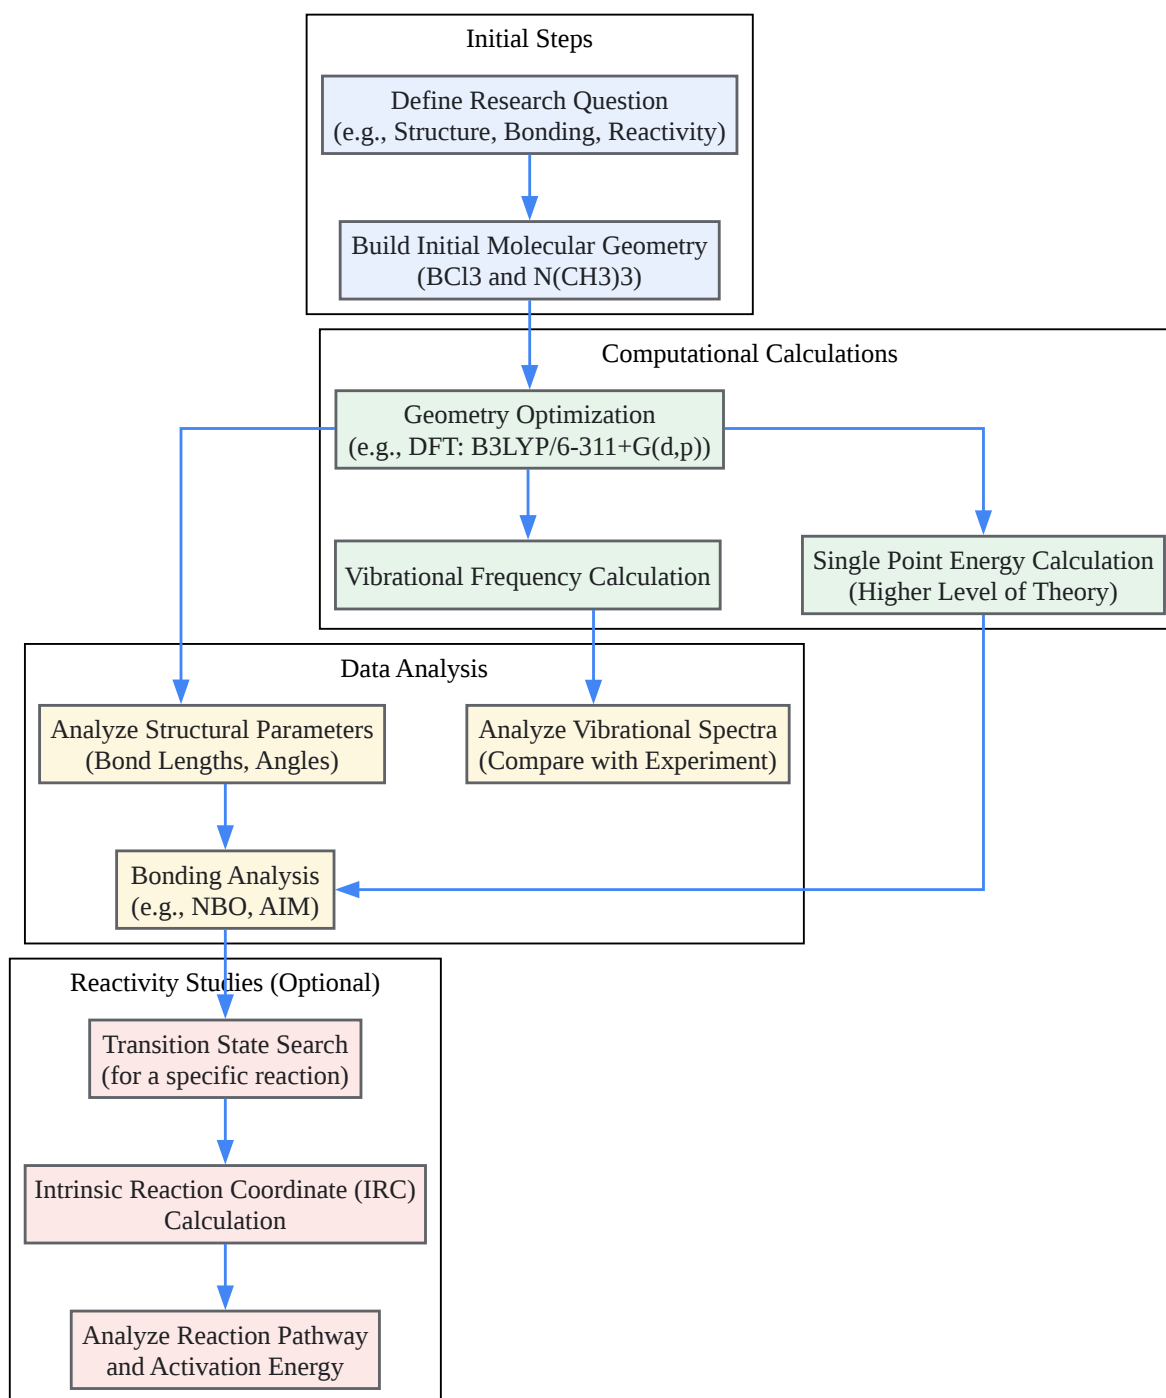 Initial Steps
Define Research Question
(e.g., Structure, Bonding, Reactivity)
Build Initial Molecular Geometry
(BCl3 and N(CH3)3)
Computational Calculations
Geometry Optimization
(e.g., DFT: B3LYP/6-311+G(d,p))
Vibrational Frequency Calculation
Single Point Energy Calculation
(Higher Level of Theory)
Data Analysis
Analyze Structural Parameters
(Bond Lengths, Angles)
Analyze Vibrational Spectra
(Compare with Experiment)
Bonding Analysis
(e.g., NBO, AIM)
Reactivity Studies (Optional)
Transition State Search
(for a specific reaction)
Intrinsic Reaction Coordinate (IRC)
Calculation
Analyze Reaction Pathway
and Activation Energy